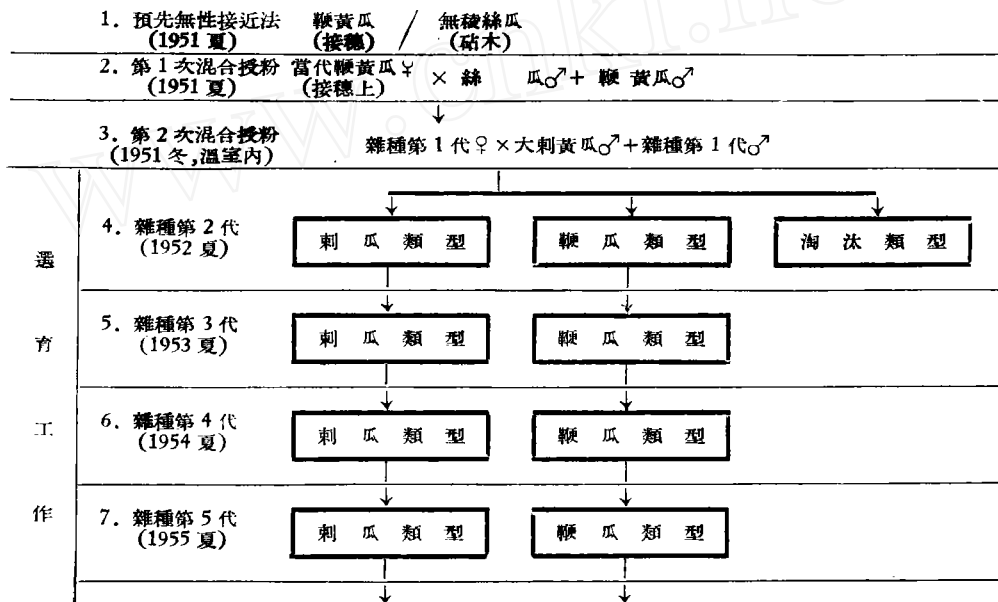 1. 預先無性接近法 鞭黃瓜 / 無稜絲瓜
(1951 夏) (接穗) (砧木)
2. 第1次混合授粉 當代鞭黃瓜♀ × 絲 瓜♂ + 鞭 黃瓜♂
(1951 夏) (接穗上)
3. 第2次混合授粉 雜種第1代♀ × 大刺黃瓜♂ + 雜種第1代♂
(1951 冬, 溫室內)
選育工作
4. 雜種第2代 刺瓜類型 鞭瓜類型 淘汰類型
(1952 夏)
5. 雜種第3代 刺瓜類型 鞭瓜類型
(1953 夏)
6. 雜種第4代 刺瓜類型 鞭瓜類型
(1954 夏)
7. 雜種第5代 刺瓜類型 鞭瓜類型
(1955 夏)